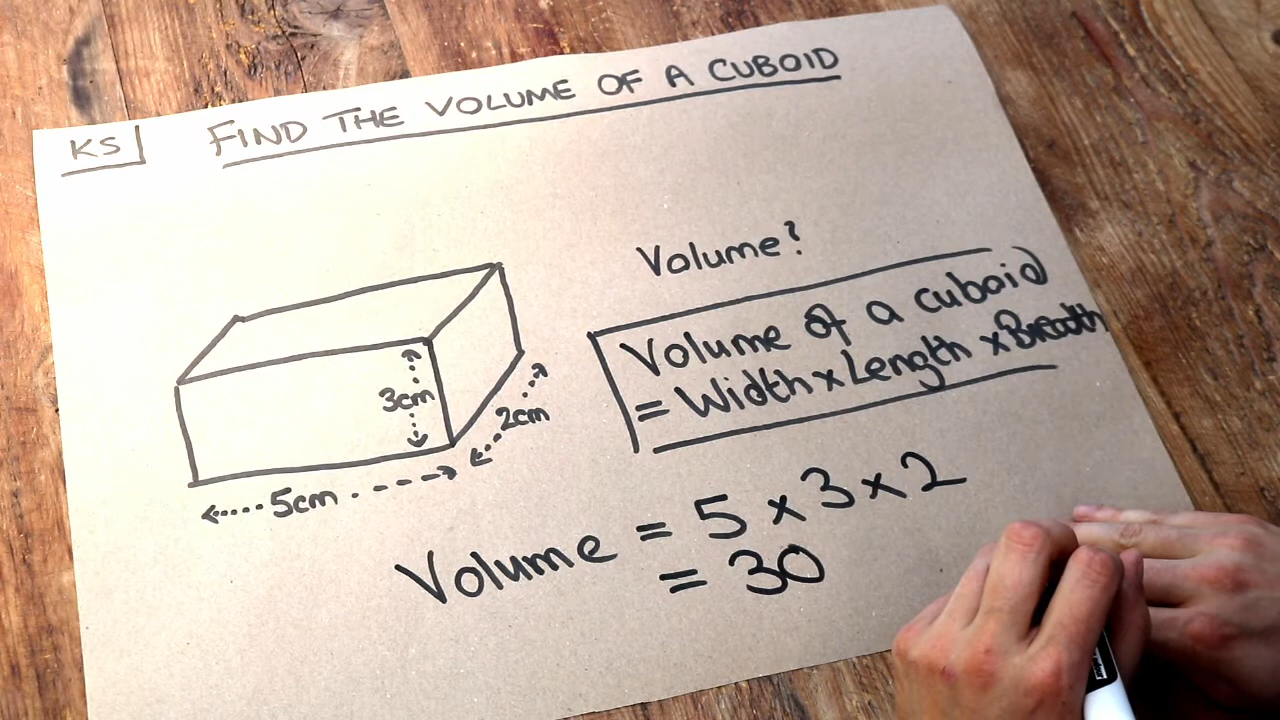 KS
FIND THE VOLUME OF A CUBOID
Volume?
Volume of a cuboid
= Width x Length x Breadth
3cm
2cm
5cm
Volume = 5 x 3 x 2
= 30